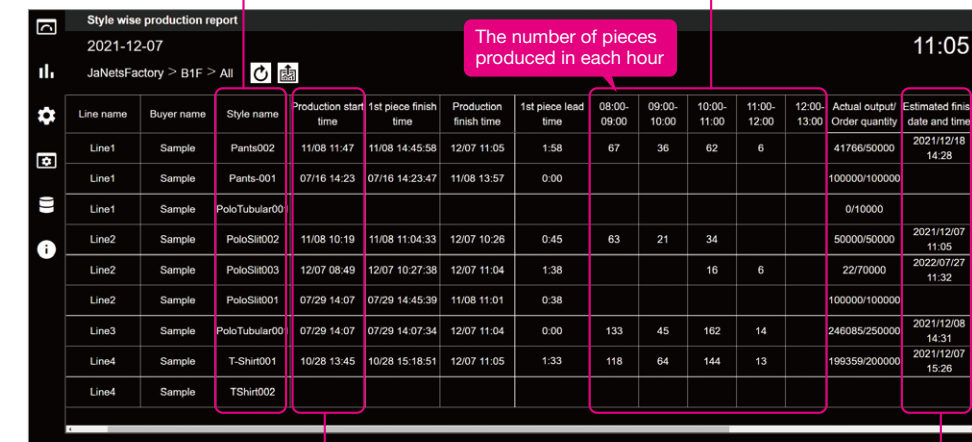 Style wise production report
2021-12-07
11:05
JaNetsFactory > B1F > All
The number of pieces
produced in each hour
Line name Buyer name Style name Production start time 1st piece finish time Production finish time 1st piece lead time 08:00-09:00 09:00-10:00 10:00-11:00 11:00-12:00 12:00-13:00 Actual output/ Order quantity Estimated finis date and time
Line1 Sample Pants002 11/08 11:47 11/08 14:45:58 12/07 11:05 1:58 67 36 62 6 41766/50000 2021/12/18 14:28
Line1 Sample Pants-001 07/16 14:23 07/16 14:23:47 11/08 13:57 0:00 100000/100000
Line1 Sample PoloTubular001 0/10000
Line2 Sample PoloSlit002 11/08 10:19 11/08 11:04:33 12/07 10:26 0:45 63 21 34 50000/50000 2021/12/07 11:05
Line2 Sample PoloSlit003 12/07 08:49 12/07 10:27:38 12/07 11:04 1:38 16 6 22/70000 2022/07/27 11:32
Line2 Sample PoloSlit001 07/29 14:07 07/29 14:45:39 11/08 11:01 0:38 100000/100000
Line3 Sample PoloTubular001 07/29 14:07 07/29 14:07:34 12/07 11:04 0:00 133 45 162 14 246085/250000 2021/12/08 14:31
Line4 Sample T-Shirt001 10/28 13:45 10/28 15:18:51 12/07 11:05 1:33 118 64 144 13 199359/200000 2021/12/07 15:26
Line4 Sample TShirt002